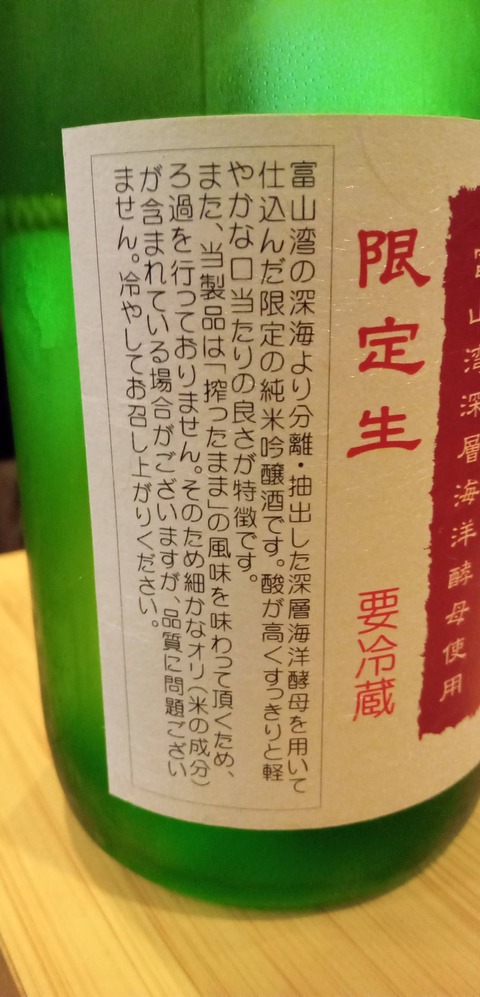 富山湾深層海洋酵母使用
限定生
要冷蔵
富山湾の深海より分離・抽出した深層海洋酵母を用いて
仕込んだ限定の純米吟醸酒です。酸が高くすっきりと軽
やかな口当たりの良さが特徴です。
また、当製品は「搾ったまま」の風味を味わって頂くため、
ろ過を行っておりません。そのため細かなオリ(米の成分)
が含まれている場合がございますが、品質に問題ござい
ません。冷やしてお召し上がりください。